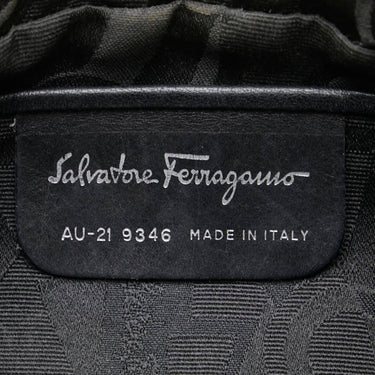 Salvatore Ferragamo
AU-21 9346 MADE IN ITALY